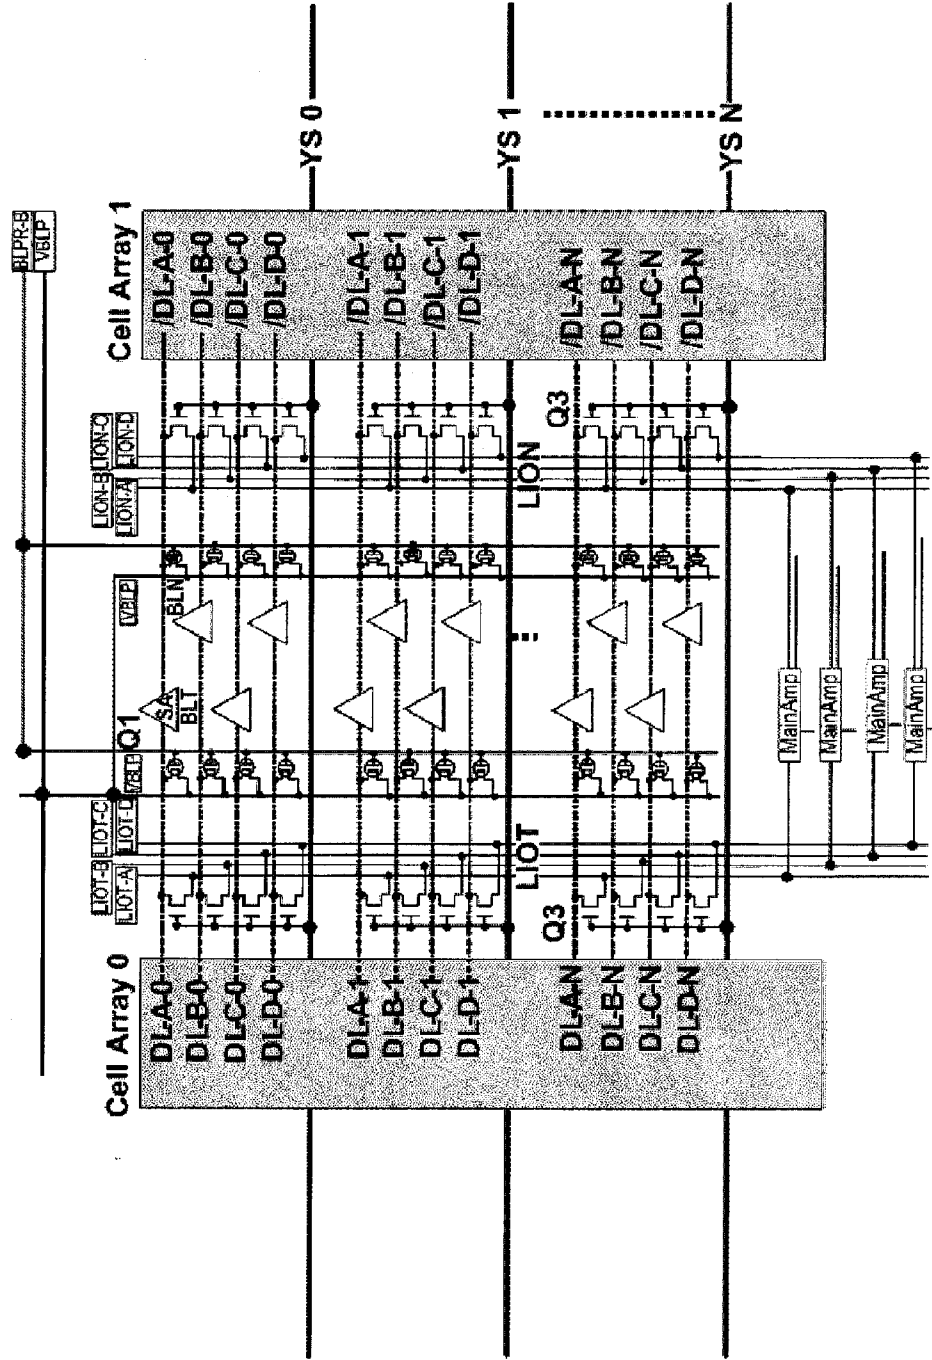 BLPR-B
VBLP
Cell Array 1
/DL-A-0
/DL-B-0
/DL-C-0
/DL-D-0
/DL-A-1
/DL-B-1
/DL-C-1
/DL-D-1
/DL-A-N
/DL-B-N
/DL-C-N
/DL-D-N
YS 0
YS 1
YS N
LION-B
LION-C
LION-A
LION-D
Q3
LION
VBLP
BLN
SA
BLT
Q1
VBLP
LIOT-B
LIOT-C
LIOT-A
LIOT-D
LIOT
Q3
MainAmp
MainAmp
MainAmp
MainAmp
Cell Array 0
DL-A-0
DL-B-0
DL-C-0
DL-D-0
DL-A-1
DL-B-1
DL-C-1
DL-D-1
DL-A-N
DL-B-N
DL-C-N
DL-D-N